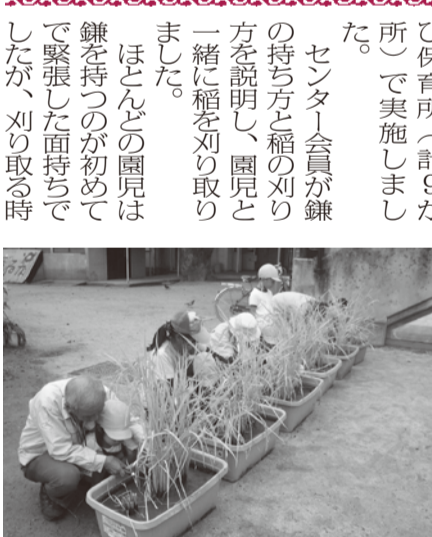 び保育所（計９か
所）で実施しまし
た。
センター会員が鎌
の持ち方と稲の刈り
方を説明し、園児と
一緒に稲を刈り取り
ました。
ほとんどの園児は
鎌を持つのが初めて
で緊張した面持ちで
したが、刈り取る時